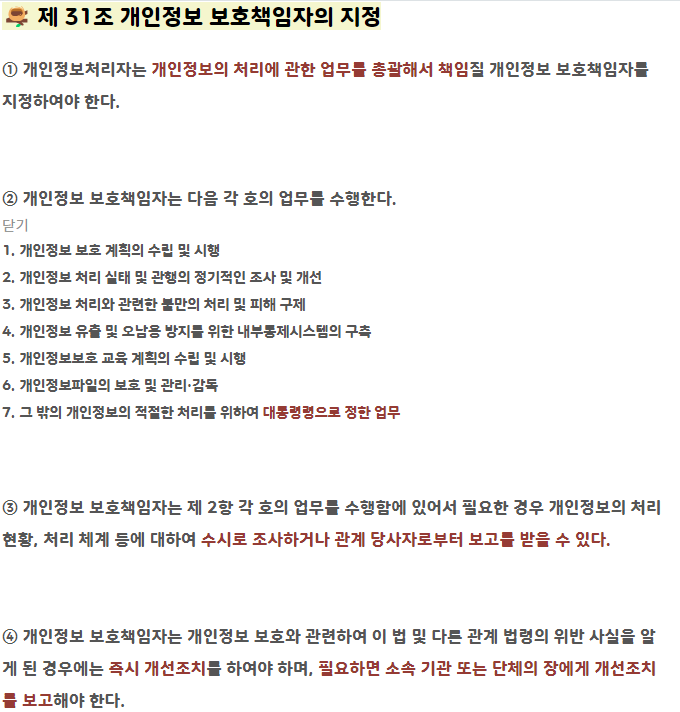 제 31조 개인정보 보호책임자의 지정
① 개인정보처리자는 개인정보의 처리에 관한 업무를 총괄해서 책임질 개인정보 보호책임자를
지정하여야 한다.
② 개인정보 보호책임자는 다음 각 호의 업무를 수행한다.
닫기
1. 개인정보 보호 계획의 수립 및 시행
2. 개인정보 처리 실태 및 관행의 정기적인 조사 및 개선
3. 개인정보 처리와 관련한 불만의 처리 및 피해 구제
4. 개인정보 유출 및 오남용 방지를 위한 내부통제시스템의 구축
5. 개인정보보호 교육 계획의 수립 및 시행
6. 개인정보파일의 보호 및 관리·감독
7. 그 밖의 개인정보의 적절한 처리를 위하여 대통령령으로 정한 업무
③ 개인정보 보호책임자는 제 2항 각 호의 업무를 수행함에 있어서 필요한 경우 개인정보의 처리
현황, 처리 체계 등에 대하여 수시로 조사하거나 관계 당사자로부터 보고를 받을 수 있다.
④ 개인정보 보호책임자는 개인정보 보호와 관련하여 이 법 및 다른 관계 법령의 위반 사실을 알
게 된 경우에는 즉시 개선조치를 하여야 하며, 필요하면 소속 기관 또는 단체의 장에게 개선조치
를 보고해야 한다.